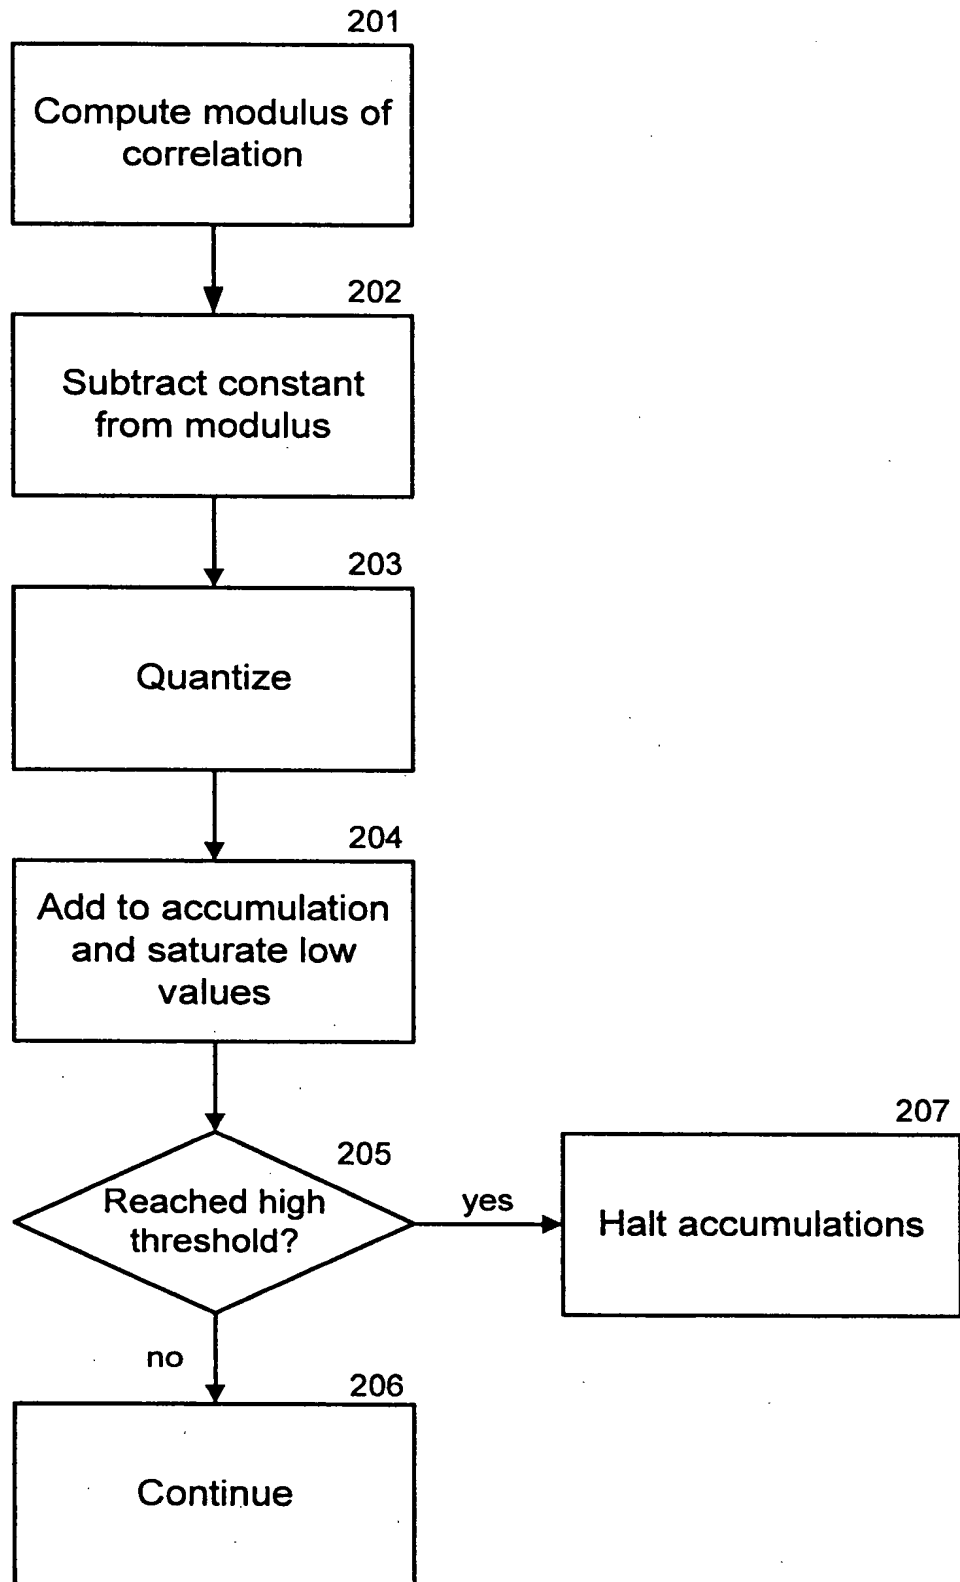 201
Compute modulus of
correlation
202
Subtract constant
from modulus
203
Quantize
204
Add to accumulation
and saturate low
values
205
Reached high
threshold?
yes
207
Halt accumulations
no
206
Continue